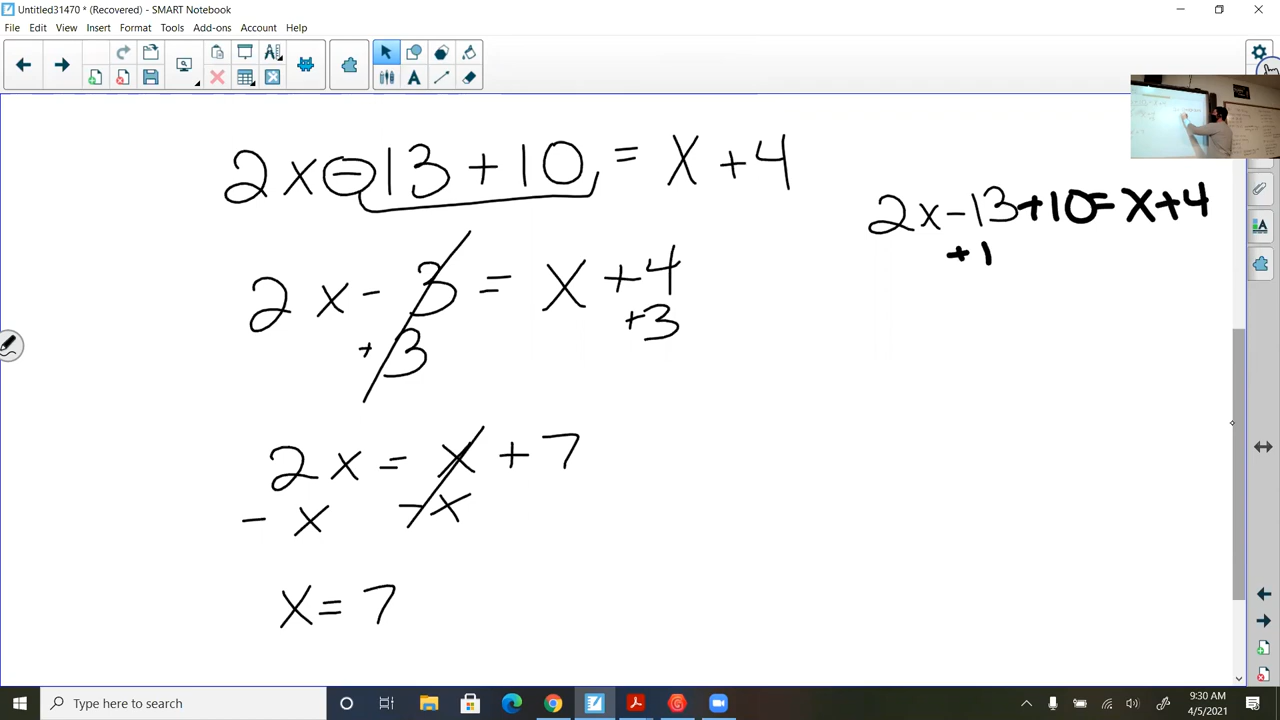 Untitled31470 * (Recovered) - SMART Notebook
File Edit View Insert Format Tools Add-ons Account Help
2x-13+10=x+4
2x-3=x+4
+3 +3
2x=x+7
-x -x
x=7
2x-13+10=x+4
+1
Type here to search
9:30 AM
4/5/2021